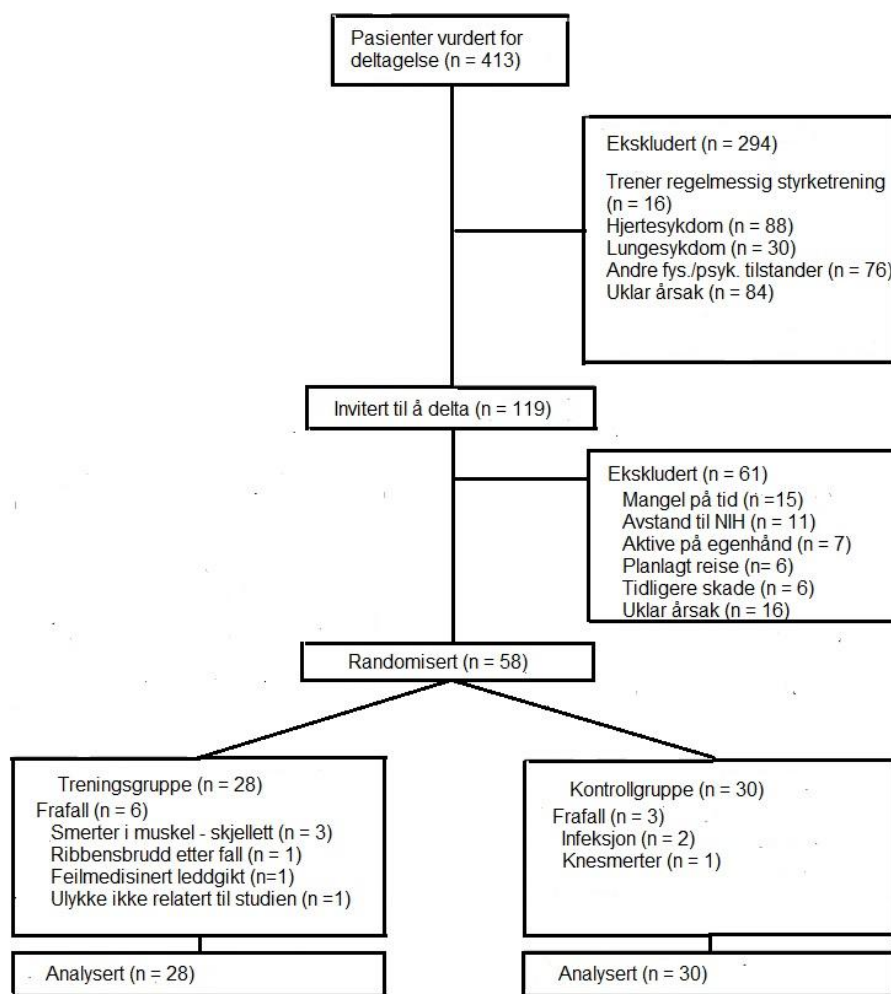 Pasienter vurdert for
deltagelse (n = 413)
Ekskludert (n = 294)
Trener regelmessig styrketrening
(n = 16)
Hjertesykdom (n = 88)
Lungesykdom (n = 30)
Andre fys./psyk. tilstander (n = 76)
Uklar årsak (n = 84)
Invitert til å delta (n = 119)
Ekskludert (n = 61)
Mangel på tid (n =15)
Avstand til NIH (n = 11)
Aktive på egenhånd (n = 7)
Planlagt reise (n= 6)
Tidligere skade (n = 6)
Uklar årsak (n = 16)
Randomisert (n = 58)
Treningsgruppe (n = 28)
Frafall (n = 6)
Smerter i muskel - skjellett (n = 3)
Ribbensbrudd etter fall (n = 1)
Feilmedisinert leddgikt (n=1)
Ulykke ikke relatert til studien (n =1)
Kontrollgruppe (n = 30)
Frafall (n = 3)
Infeksjon (n = 2)
Knesmerter (n = 1)
Analysert (n = 28)
Analysert (n = 30)